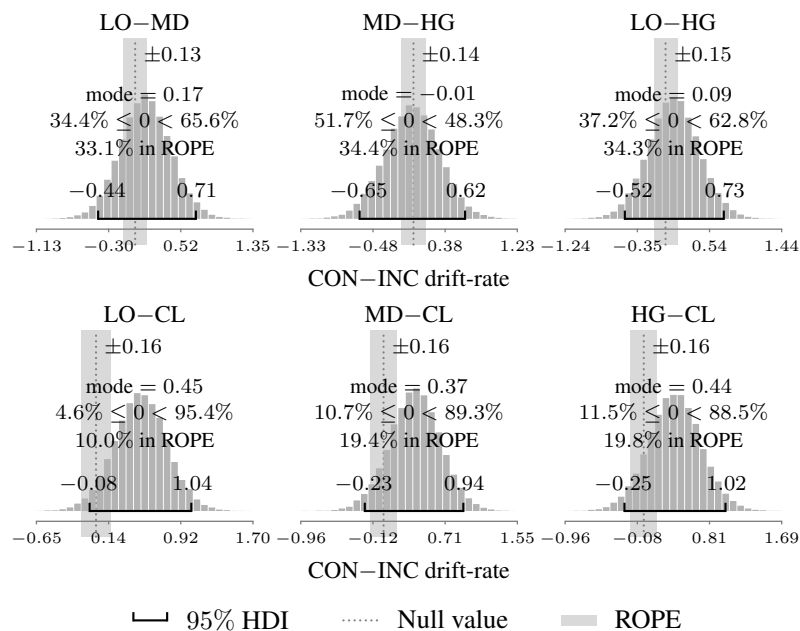 LO−MD
MD−HG
LO−HG
±0.13
±0.14
±0.15
mode = 0.17
mode = −0.01
mode = 0.09
34.4% ≤ 0 < 65.6%
51.7% ≤ 0 < 48.3%
37.2% ≤ 0 < 62.8%
33.1% in ROPE
34.4% in ROPE
34.3% in ROPE
−0.44 0.71
−0.65 0.62
−0.52 0.73
−1.13 −0.30 0.52 1.35
−1.33 −0.48 0.38 1.23
−1.24 −0.35 0.54 1.44
CON−INC drift-rate
LO−CL
MD−CL
HG−CL
±0.16
±0.16
±0.16
mode = 0.45
mode = 0.37
mode = 0.44
4.6% ≤ 0 < 95.4%
10.7% ≤ 0 < 89.3%
11.5% ≤ 0 < 88.5%
10.0% in ROPE
19.4% in ROPE
19.8% in ROPE
−0.08 1.04
−0.23 0.94
−0.25 1.02
−0.65 0.14 0.92 1.70
−0.96 −0.12 0.71 1.55
−0.96 −0.08 0.81 1.69
CON−INC drift-rate
95% HDI Null value ROPE